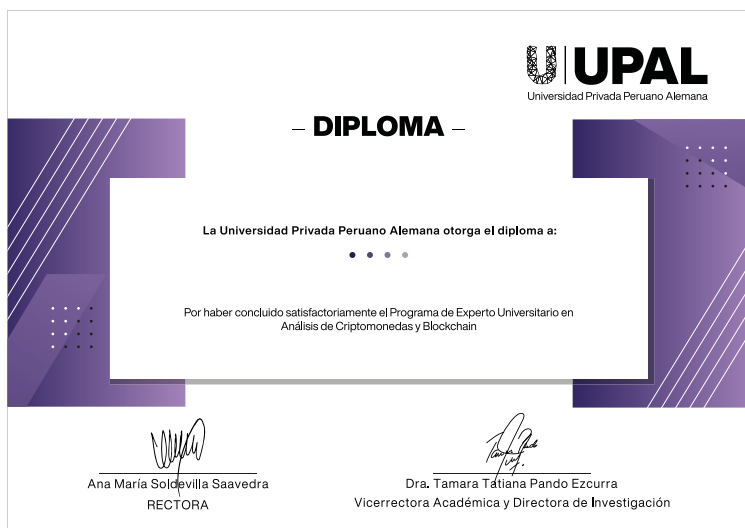 UPAL
Universidad Privada Peruano Alemana
– DIPLOMA –
La Universidad Privada Peruano Alemana otorga el diploma a:
Por haber concluido satisfactoriamente el Programa de Experto Universitario en
Análisis de Criptomonedas y Blockchain
Ana María Soldevilla Saavedra
RECTORA
Dra. Tamara Tatiana Pando Ezcurra
Vicerrectora Académica y Directora de Investigación